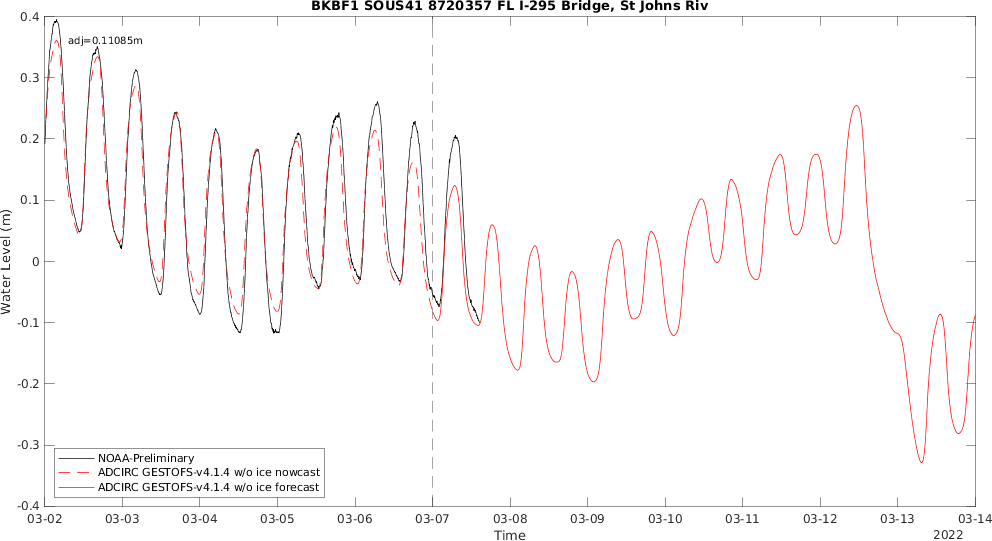 BKBF1 SOUS41 8720357 FL I-295 Bridge, St Johns Riv
adj=0.11085m
0.4
0.3
0.2
0.1
0
-0.1
-0.2
-0.3
-0.4
Water Level (m)
NOAA-Preliminary
ADCIRC GESTOFS-v4.1.4 w/o ice nowcast
ADCIRC GESTOFS-v4.1.4 w/o ice forecast
03-02 03-03 03-04 03-05 03-06 03-07 03-08 03-09 03-10 03-11 03-12 03-13 03-14
Time
2022